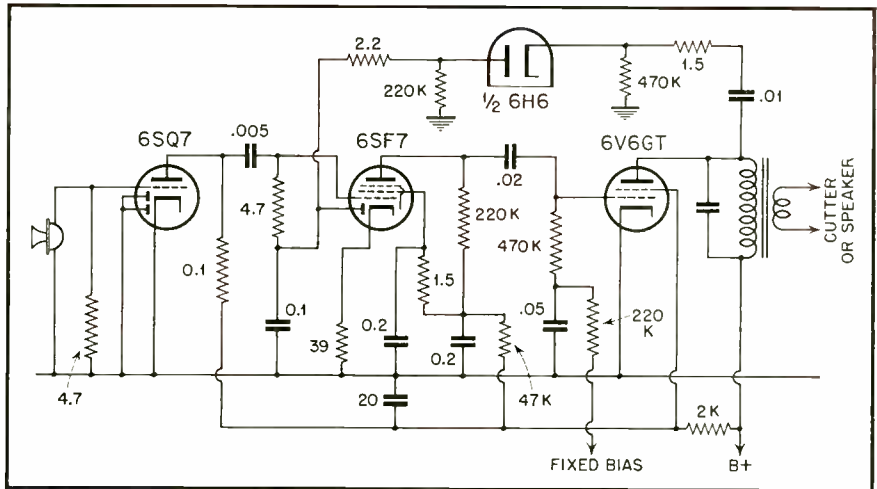 2.2
1.5
220K
½ 6H6
470K
.01
6SQ7
.005
6SF7
6V6GT
.02
4.7
220K
470K
CUTTER
OR SPEAKER
0.1
1.5
0.1
39
0.2
0.2
.05
220
K
4.7
20
47K
2K
FIXED BIAS
B+